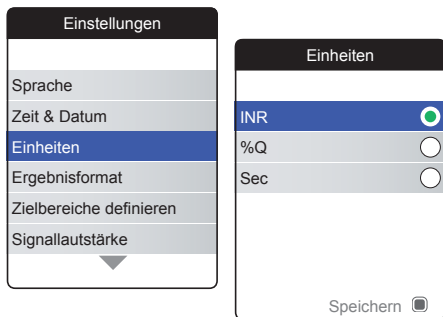 Einstellungen
Sprache
Zeit & Datum
Einheiten
Ergebnisformat
Zielbereiche definieren
Signallautstärke
Einheiten
INR
%Q
Sec
Speichern